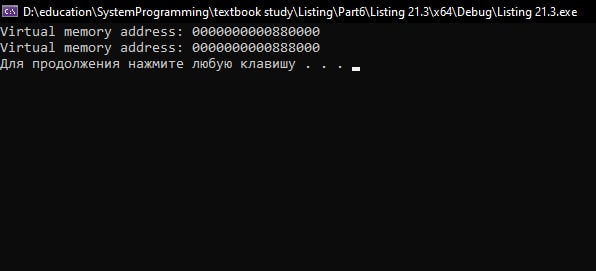 D:\education\SystemProgramming\textbook study\Listing\Part6\Listing 21.3\x64\Debug\Listing 21.3.exe
Virtual memory address: 0000000000880000
Virtual memory address: 0000000000888000
Для продолжения нажмите любую клавишу . . .